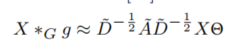 X *_G g ≈ D̃^{-1/2} Ã D̃^{-1/2} X Θ